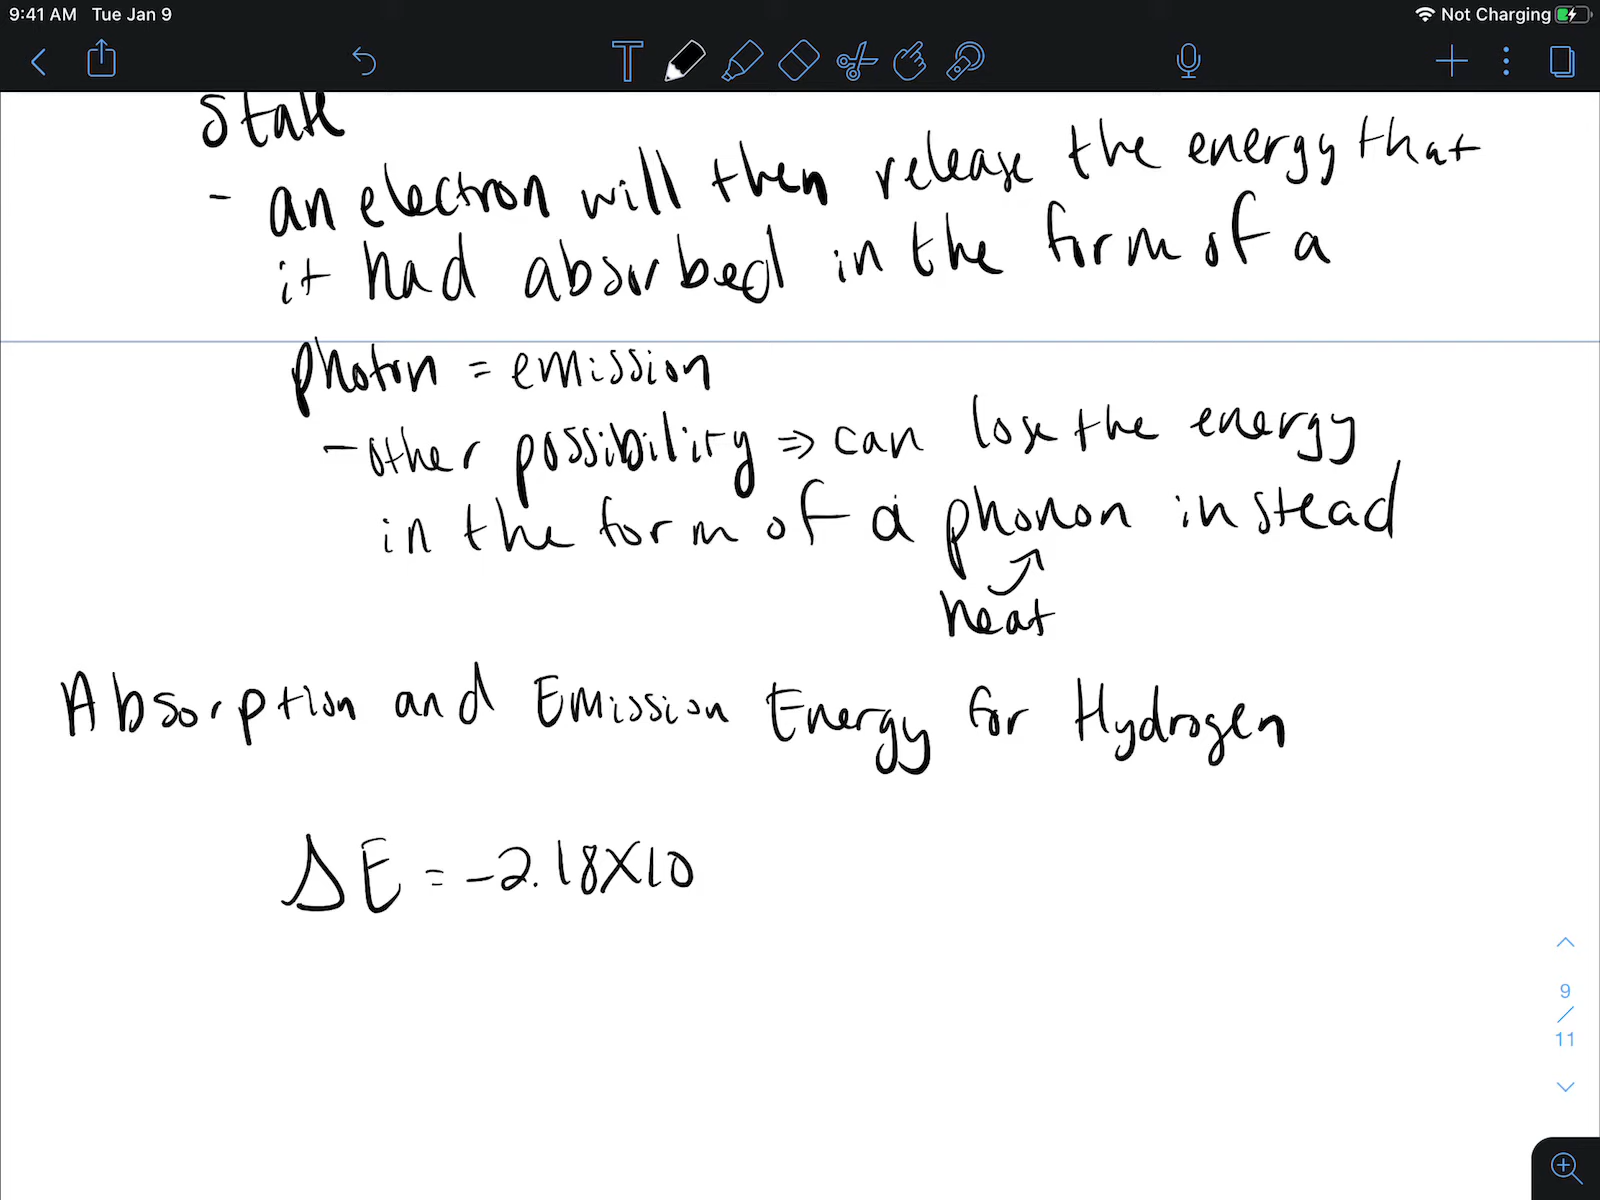 9:41 AM Tue Jan 9
Not Charging
T
State
- an electron will then release the energy that
it had absorbed in the form of a
photon = emission
- other possibility ⇒ can lose the energy
in the form of a phonon instead
heat
Absorption and Emission Energy for Hydrogen
ΔE = -2.18X10
9
/
11